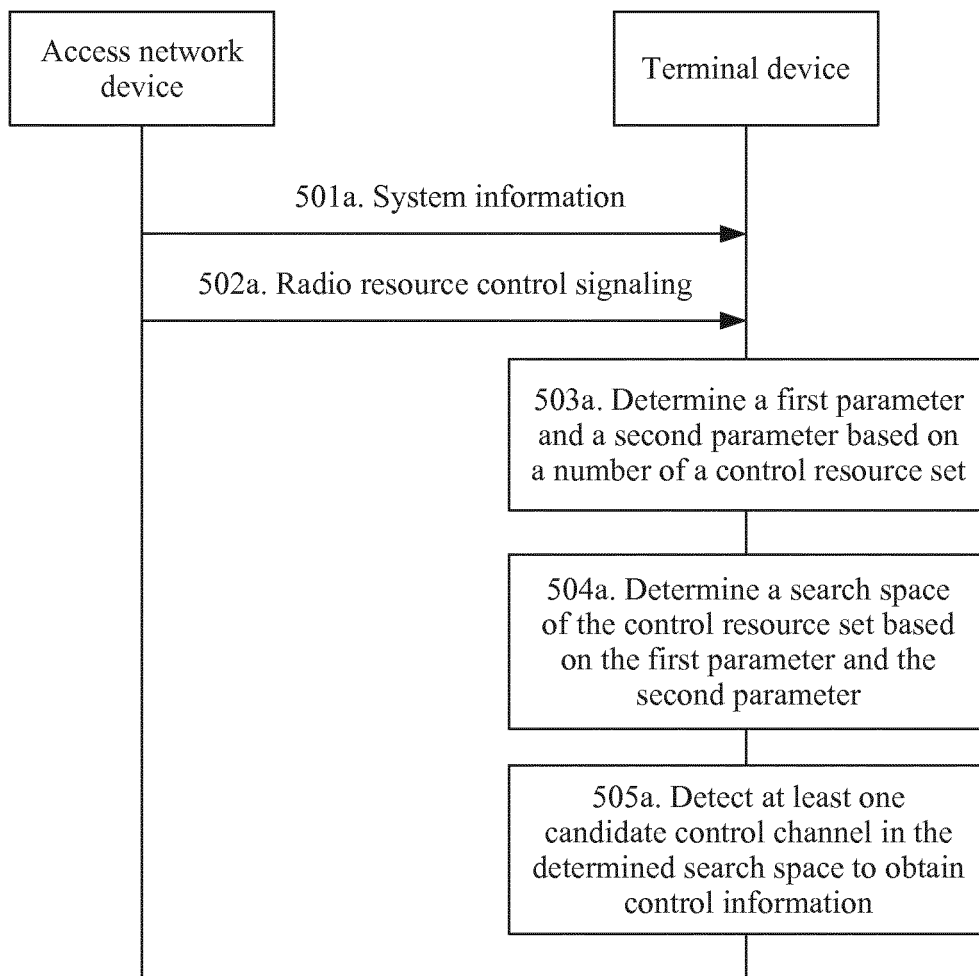 Access network
device
Terminal device
501a. System information
502a. Radio resource control signaling
503a. Determine a first parameter
and a second parameter based on
a number of a control resource set
504a. Determine a search space
of the control resource set based
on the first parameter and the
second parameter
505a. Detect at least one
candidate control channel in the
determined search space to obtain
control information